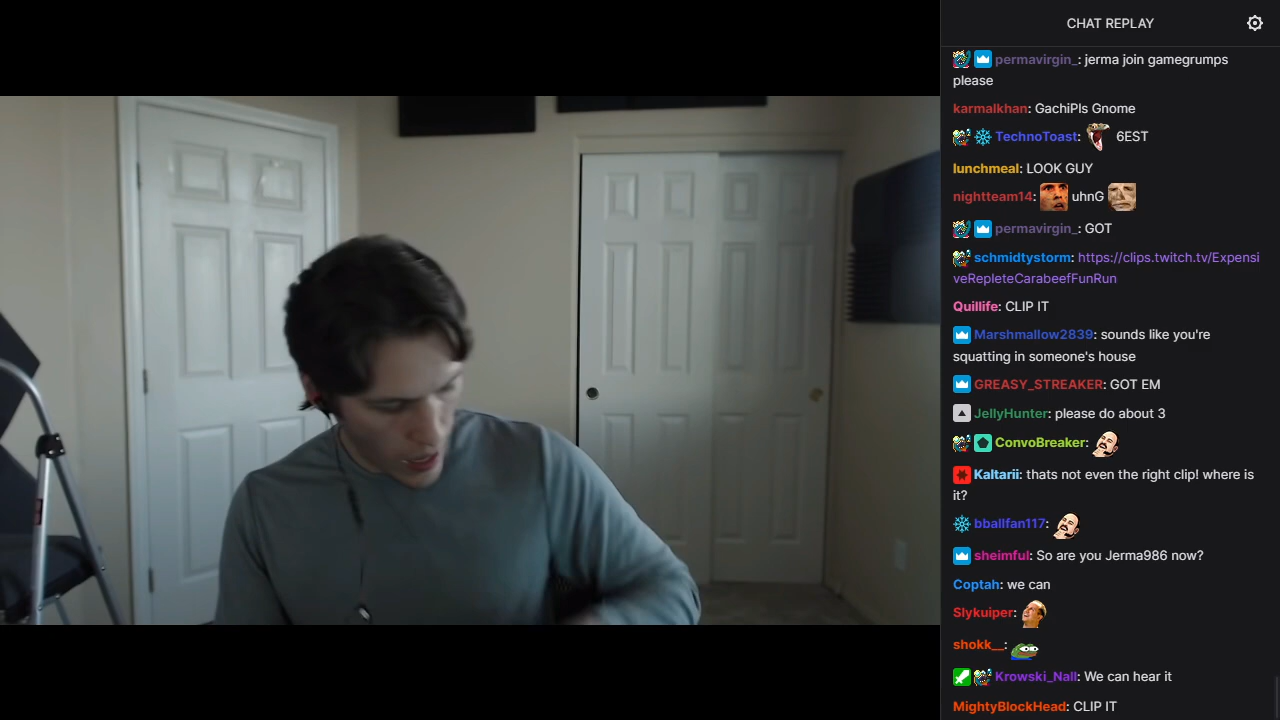 CHAT REPLAY
permavirgin_: jerma join gamegrumps
please
karmalkhan: GachiPls Gnome
TechnoToast: 6EST
lunchmeal: LOOK GUY
nightteam14: uhnG
permavirgin_: GOT
schmidtystorm: https://clips.twitch.tv/Expensi
veRepleteCarabeefFunRun
Quillife: CLIP IT
Marshmallow2839: sounds like you're
squatting in someone's house
GREASY_STREAKER: GOT EM
JellyHunter: please do about 3
ConvoBreaker:
Kaltarii: thats not even the right clip! where is
it?
bballfan117:
sheimful: So are you Jerma986 now?
Coptah: we can
Slykuiper:
shokk__:
Krowski_Nall: We can hear it
MightyBlockHead: CLIP IT